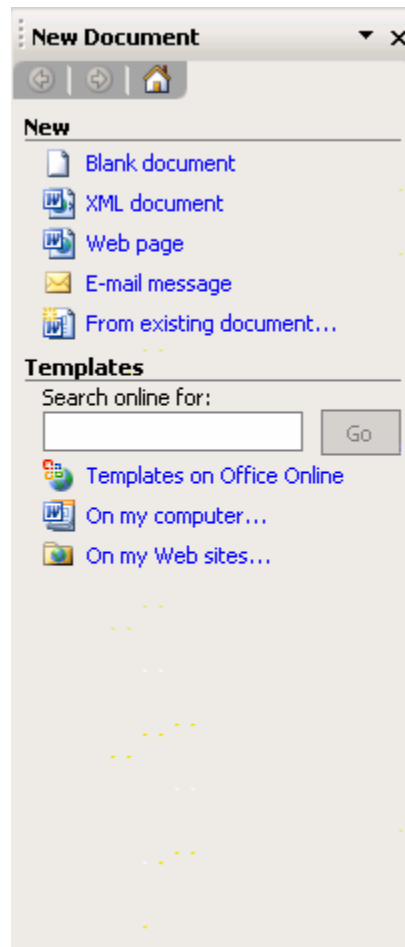 New Document
New
Blank document
XML document
Web page
E-mail message
From existing document...
Templates
Search online for:
Go
Templates on Office Online
On my computer...
On my Web sites...